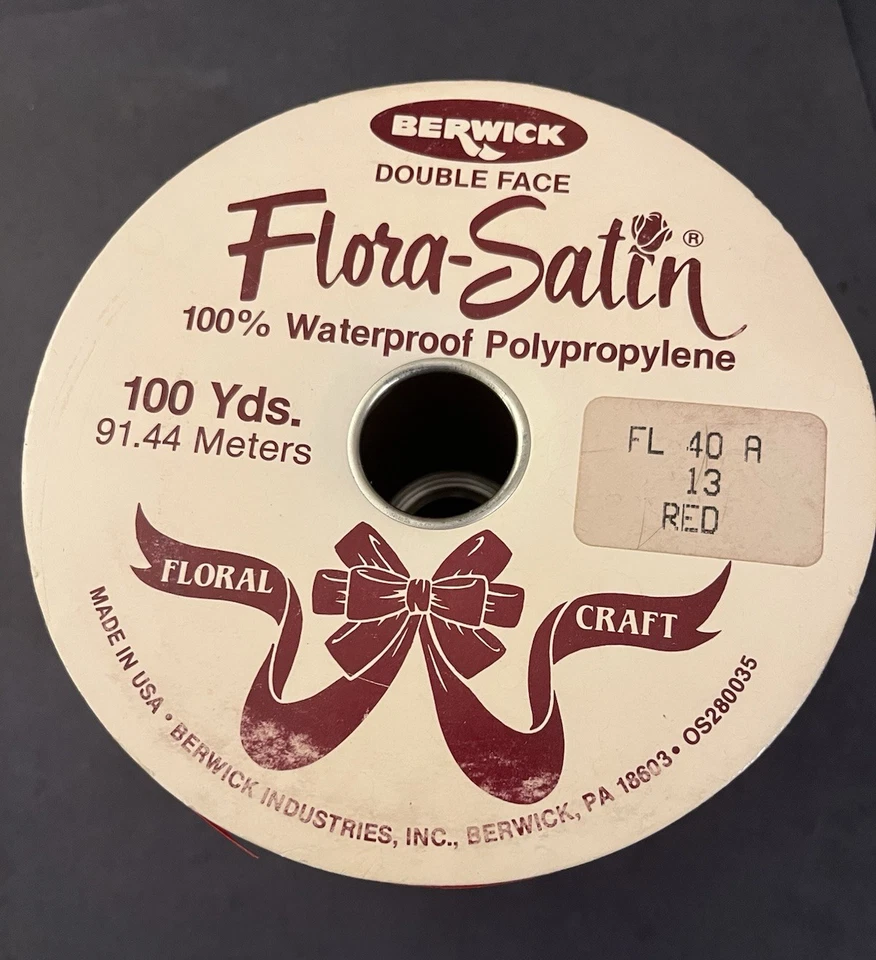 BERWICK
DOUBLE FACE
Flora-Satin®
100% Waterproof Polypropylene
100 Yds.
91.44 Meters
FL 40 A
13
RED
FLORAL CRAFT
MADE IN USA • BERWICK INDUSTRIES, INC., BERWICK, PA 18603 • OS280035